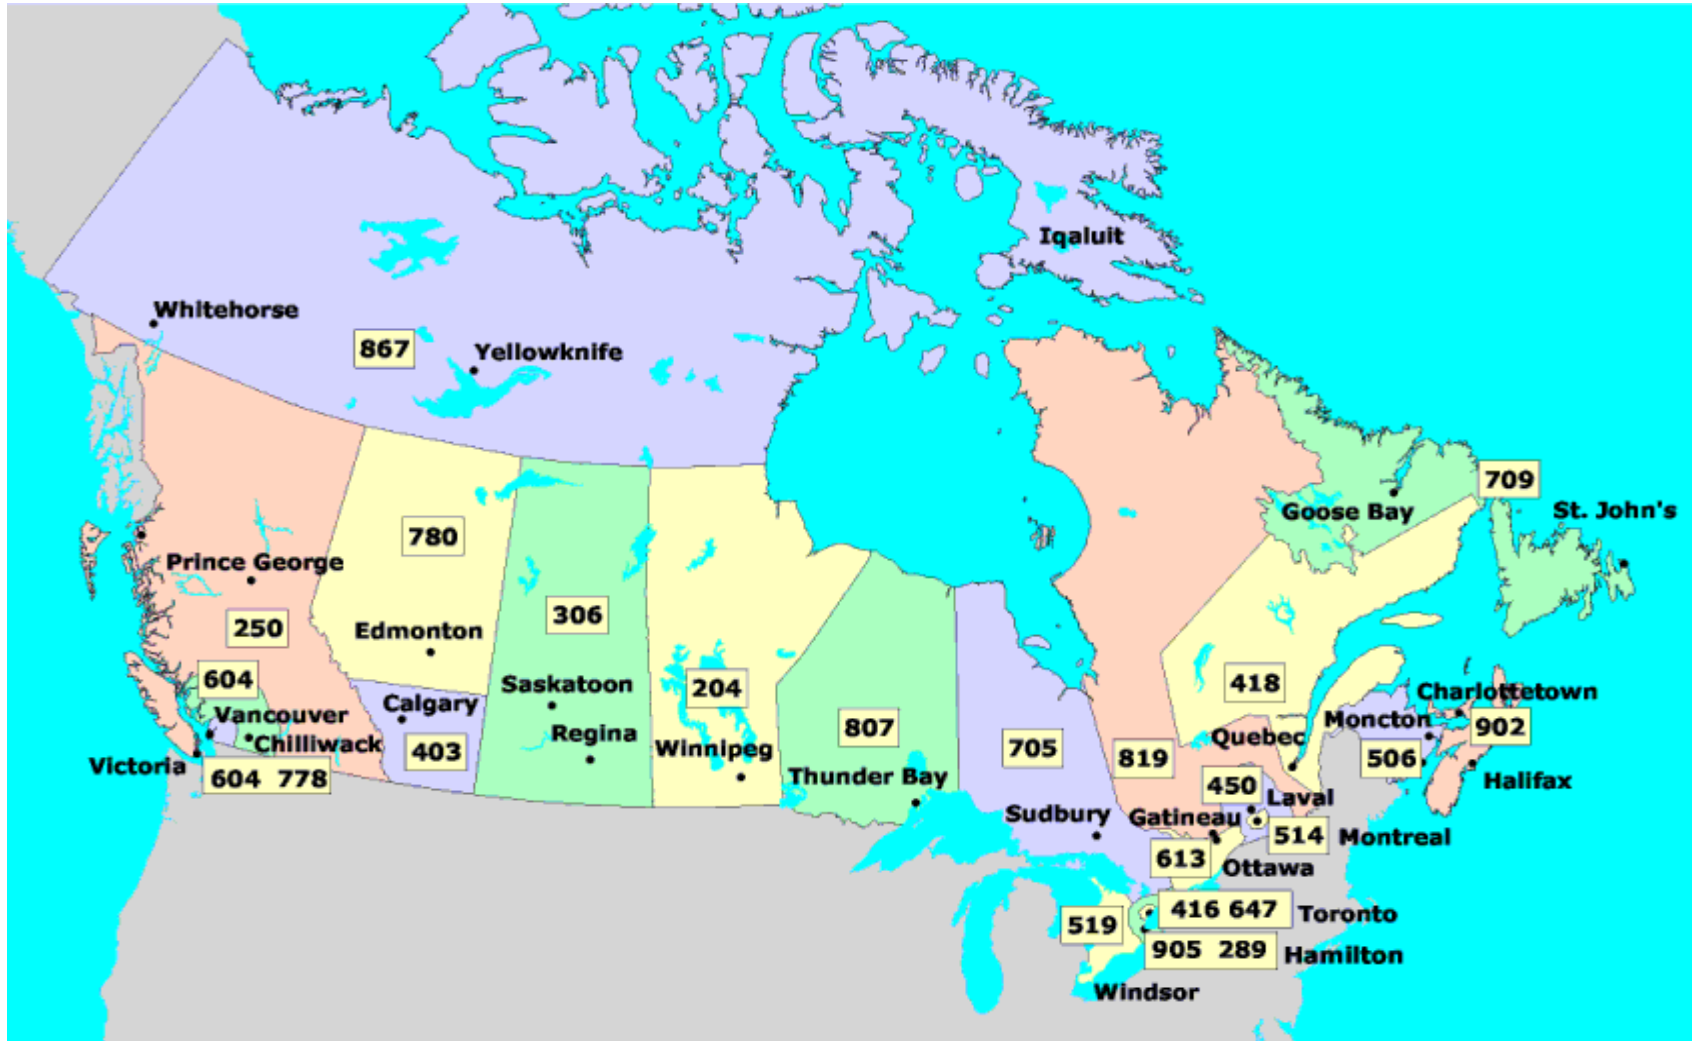 Iqaluit
Whitehorse
867
Yellowknife
709
St. John's
Goose Bay
780
Prince George
306
250
Edmonton
604
Saskatoon
204
418
Charlottetown
Calgary
Vancouver
Moncton
902
Chilliwack
403
Regina
Winnipeg
807
705
819
Quebec
506
Victoria
604 778
Thunder Bay
450
Laval
Halifax
Sudbury
Gatineau
514
Montreal
613
Ottawa
519
416 647
Toronto
905 289
Hamilton
Windsor